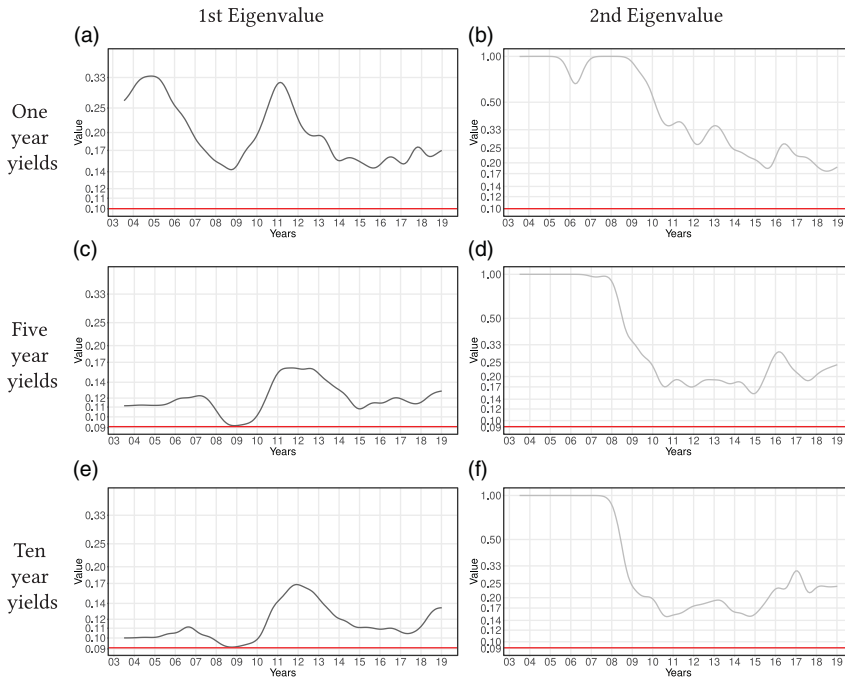 1st Eigenvalue
2nd Eigenvalue
One
year
yields
(a)
Value
0.33
0.25
0.20
0.17
0.14
0.12
0.11
0.10
03 04 05 06 07 08 09 10 11 12 13 14 15 16 17 18 19
Years
(b)
Value
1.00
0.50
0.33
0.25
0.20
0.17
0.14
0.12
0.10
03 04 05 06 07 08 09 10 11 12 13 14 15 16 17 18 19
Years
Five
year
yields
(c)
Value
0.33
0.25
0.20
0.17
0.14
0.12
0.11
0.10
0.09
03 04 05 06 07 08 09 10 11 12 13 14 15 16 17 18 19
Years
(d)
Value
1.00
0.50
0.33
0.25
0.20
0.17
0.14
0.12
0.10
0.09
03 04 05 06 07 08 09 10 11 12 13 14 15 16 17 18 19
Years
Ten
year
yields
(e)
Value
0.33
0.25
0.20
0.17
0.14
0.12
0.11
0.10
0.09
03 04 05 06 07 08 09 10 11 12 13 14 15 16 17 18 19
Years
(f)
Value
1.00
0.50
0.33
0.25
0.20
0.17
0.14
0.12
0.10
0.09
03 04 05 06 07 08 09 10 11 12 13 14 15 16 17 18 19
Years